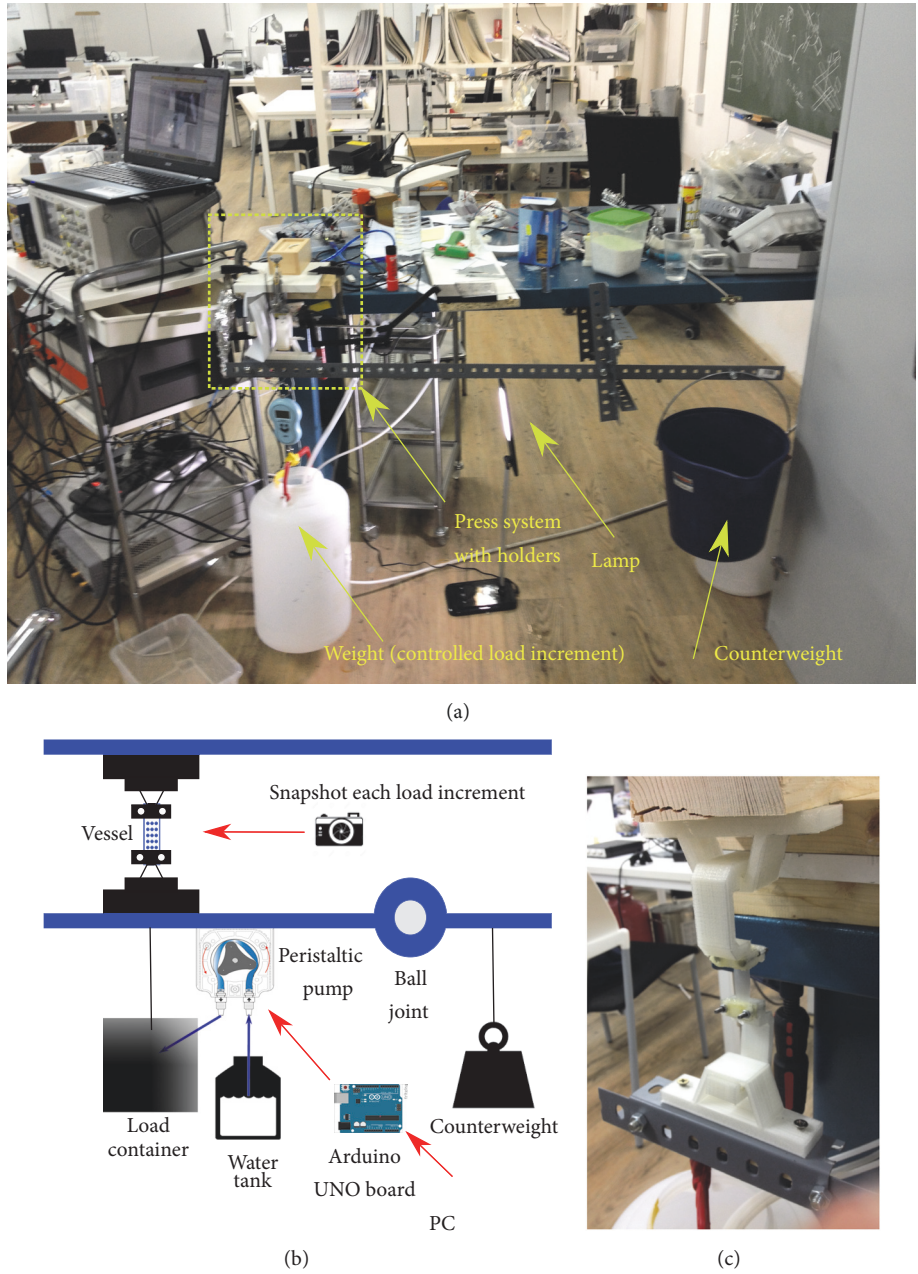 Press system
with holders
Lamp
Weight (controlled load increment)
Counterweight
(a)
Snapshot each load increment
Vessel
Peristaltic
pump
Ball
joint
Load
container
Water
tank
Arduino
UNO board
Counterweight
PC
(b)
(c)